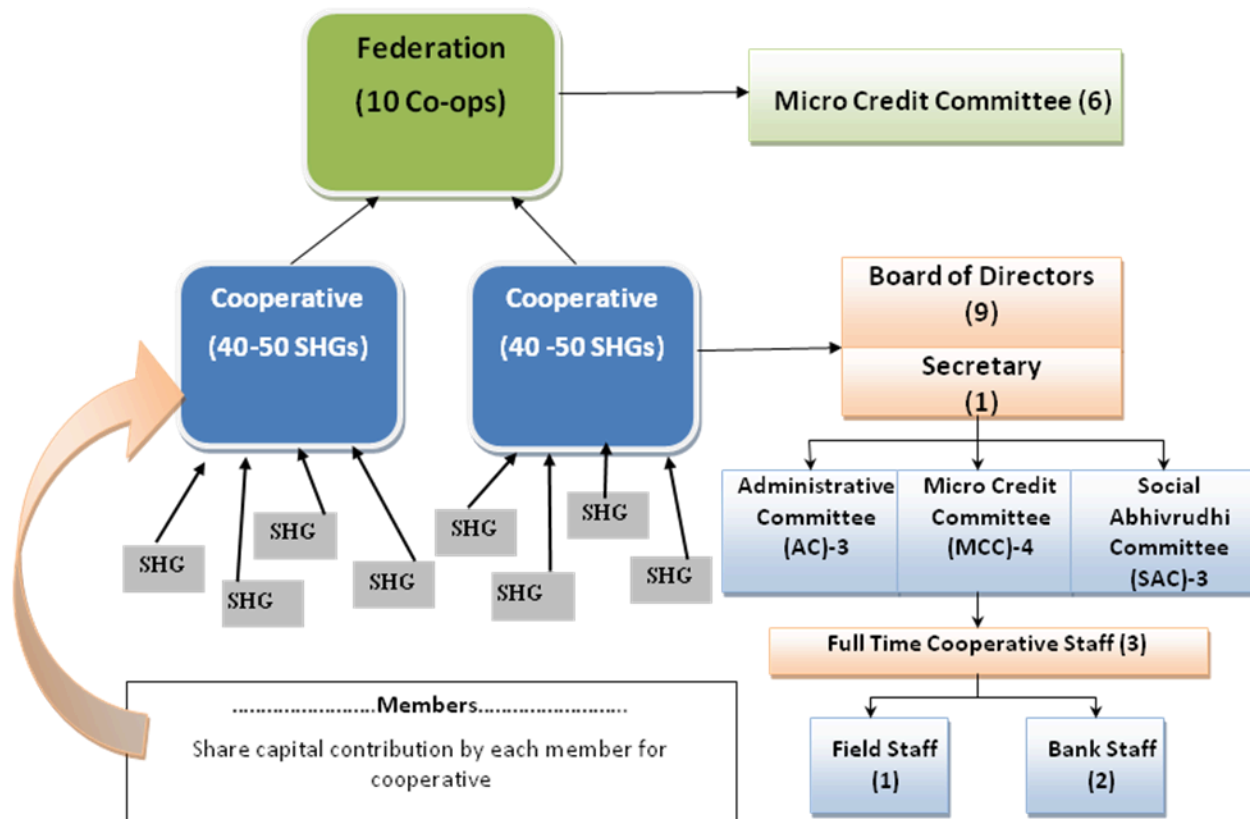 Federation
(10 Co-ops)
Micro Credit Committee (6)
Cooperative
(40-50 SHGs)
Cooperative
(40 -50 SHGs)
Board of Directors
(9)
Secretary
(1)
SHG
SHG
SHG
SHG
SHG
SHG
SHG
SHG
Administrative
Committee
(AC)-3
Micro Credit
Committee
(MCC)-4
Social
Abhivrudhi
Committee
(SAC)-3
Full Time Cooperative Staff (3)
Field Staff
(1)
Bank Staff
(2)
........................Members.........................
Share capital contribution by each member for
cooperative